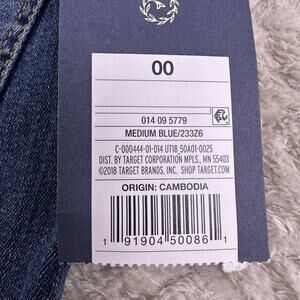 00
014 09 5779
MEDIUM BLUE/233Z6
C-000444-01-014 UT18_50A01-0025
DIST. BY TARGET CORPORATION MPLS., MN 55403
©2018 TARGET BRANDS, INC. SHOP TARGET.COM
ORIGIN: CAMBODIA
1 91904 50086 1